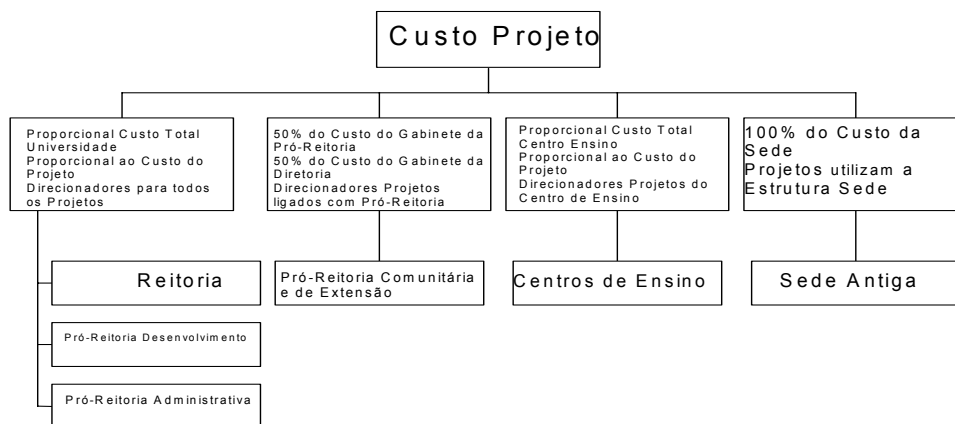 Custo Projeto
Proporcional Custo Total
Universidade
Proporcional ao Custo do
Projeto
Direcionadores para todos
os Projetos
50% do Custo do Gabinete da
Pró-Reitoria
50% do Custo do Gabinete da
Diretoria
Direcionadores Projetos
ligados com Pró-Reitoria
Proporcional Custo Total
Centro Ensino
Proporcional ao Custo do
Projeto
Direcionadores Projetos do
Centro de Ensino
100% do Custo da
Sede
Projetos utilizam a
Estrutura Sede
Reitoria
Pró-Reitoria Comunitária
e de Extensão
Centros de Ensino
Sede Antiga
Pró-Reitoria Desenvolvimento
Pró-Reitoria Administrativa